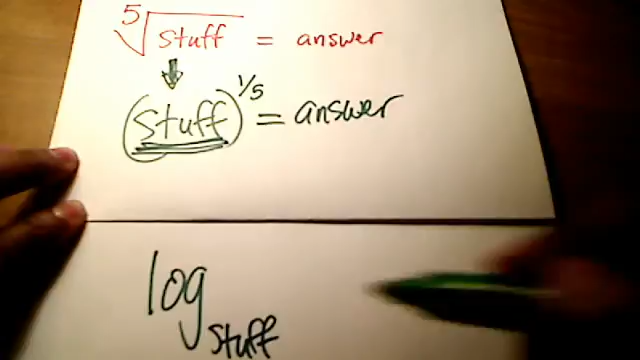 5√stuff = answer
(stuff)^1/5 = answer
log stuff